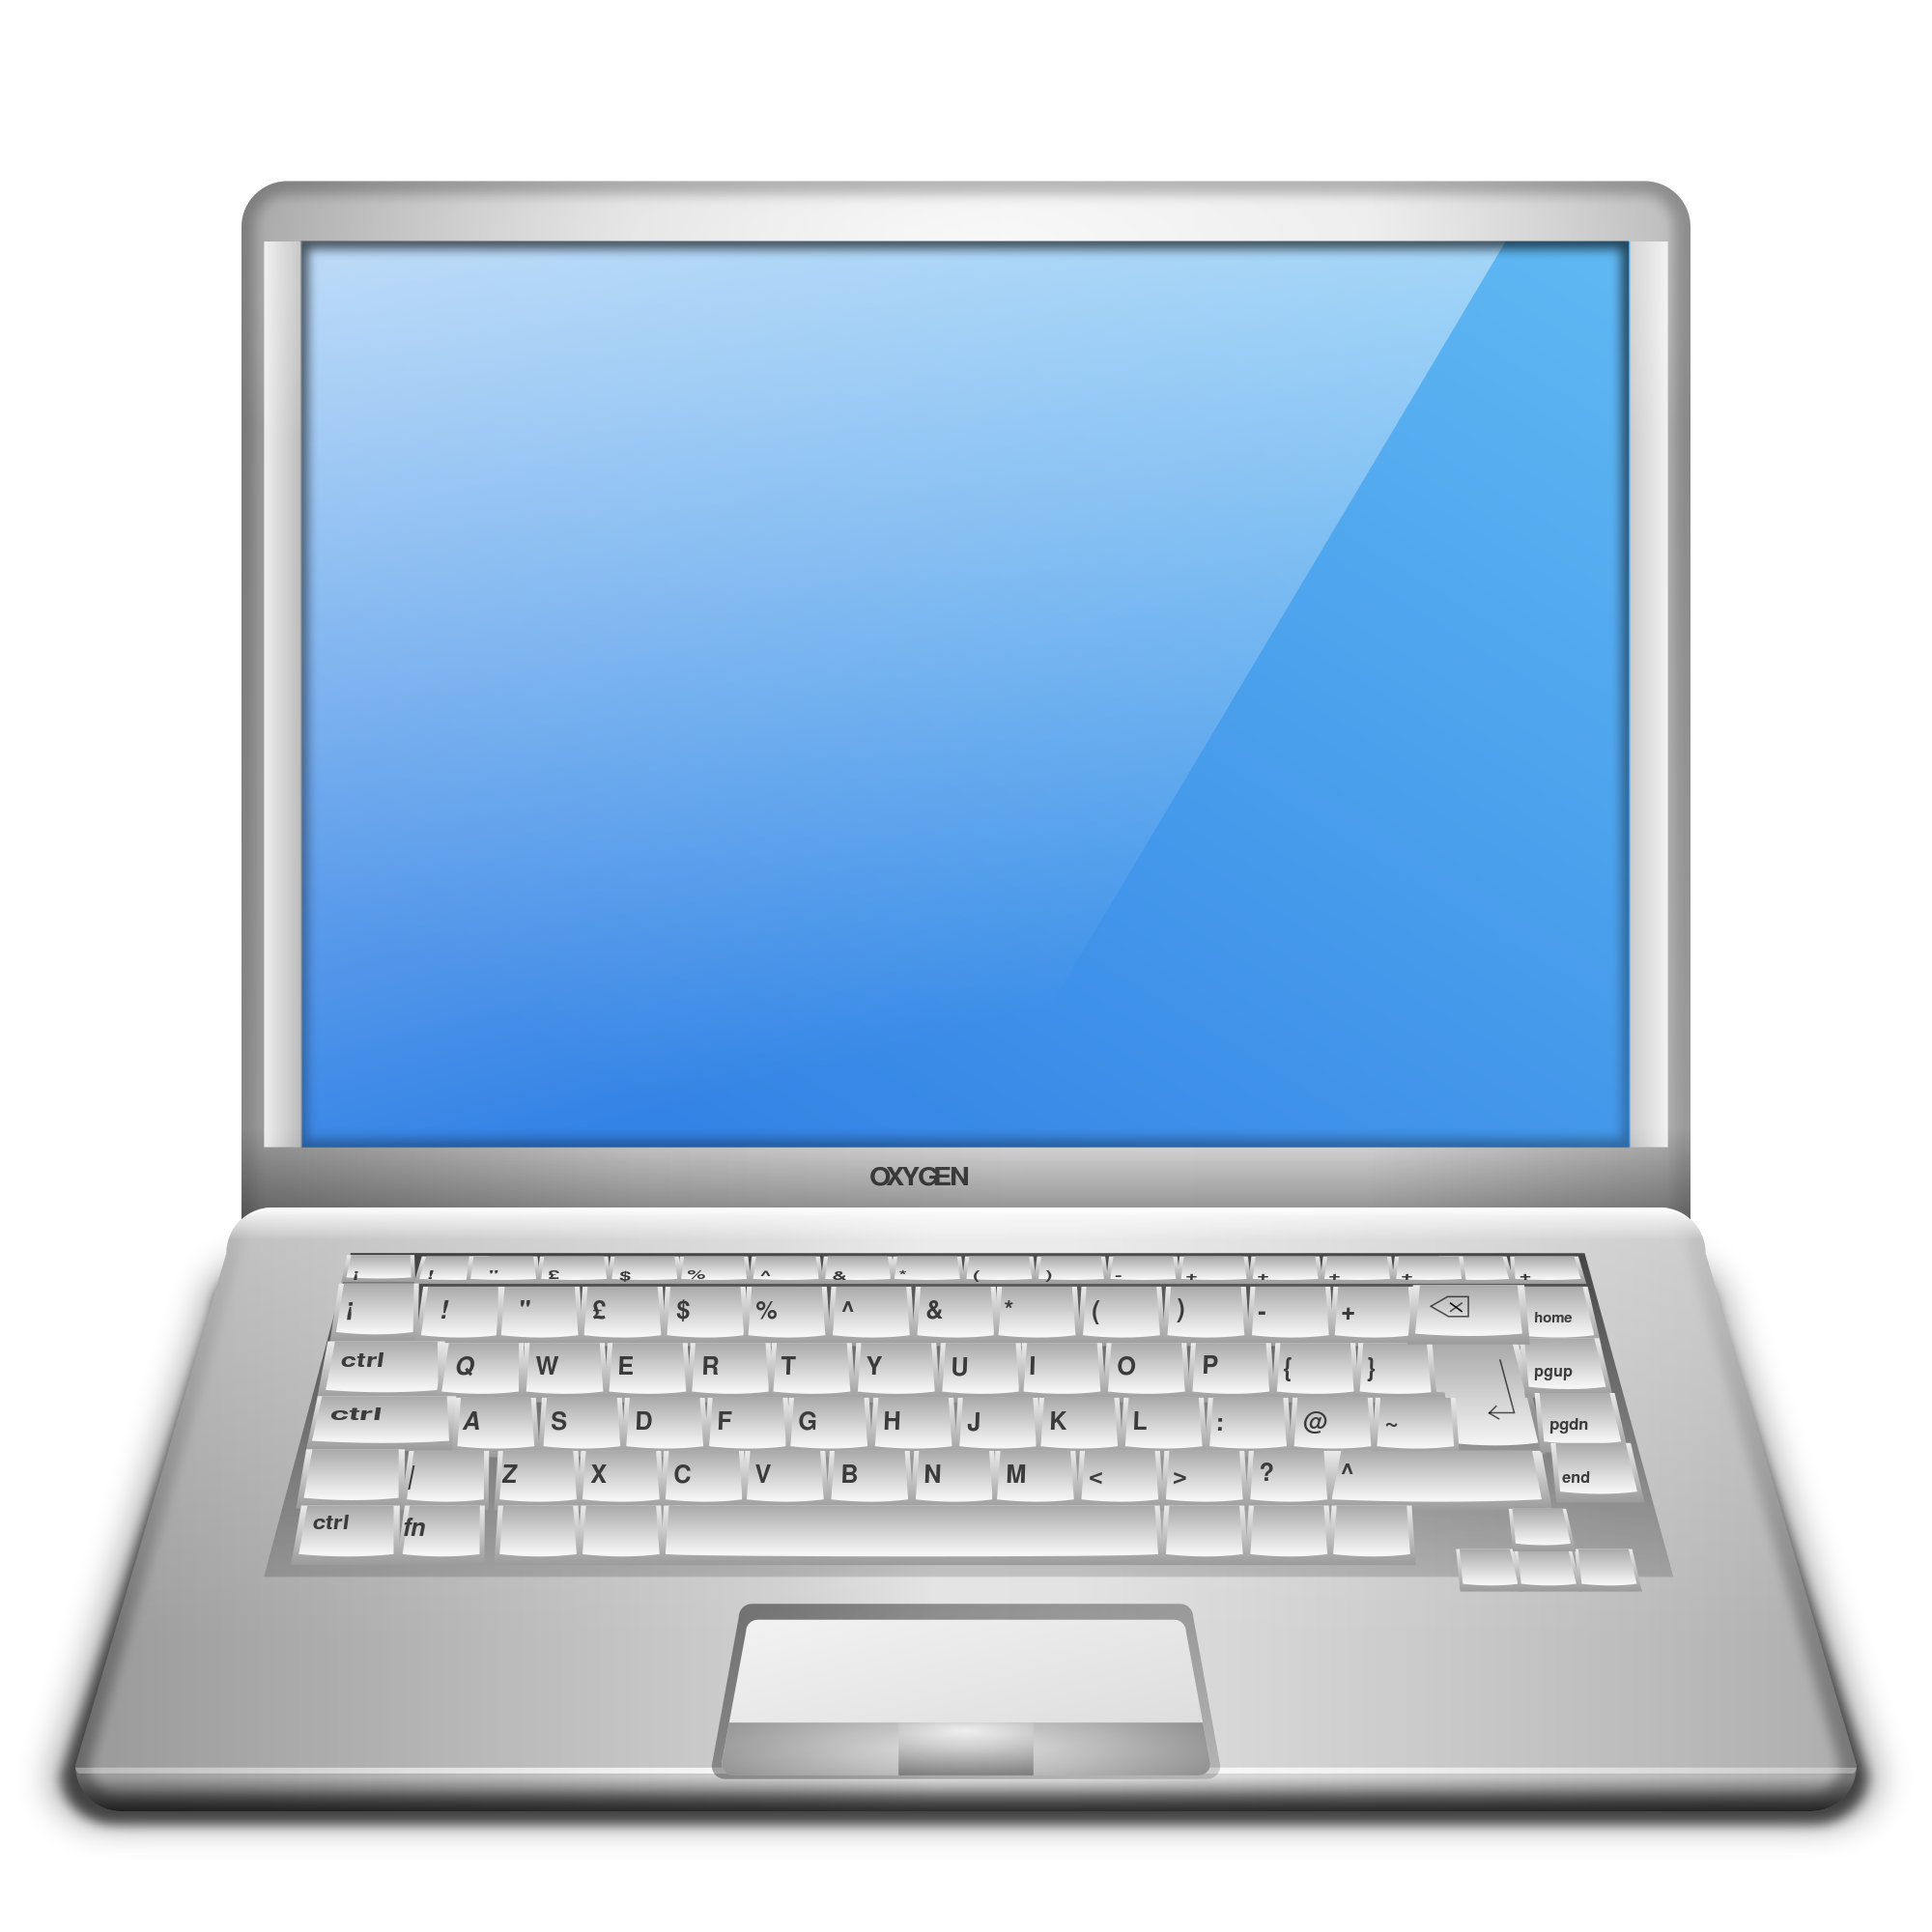 OXYGEN
¡ ! " £ $ % ^ & * ( ) - + + + + +
¡ ! " £ $ % ^ & * ( ) - + home
ctrl Q W E R T Y U I O P { } pgup
ctrl A S D F G H J K L : @ ~ pgdn
/ Z X C V B N M < > ? ^ end
ctrl fn